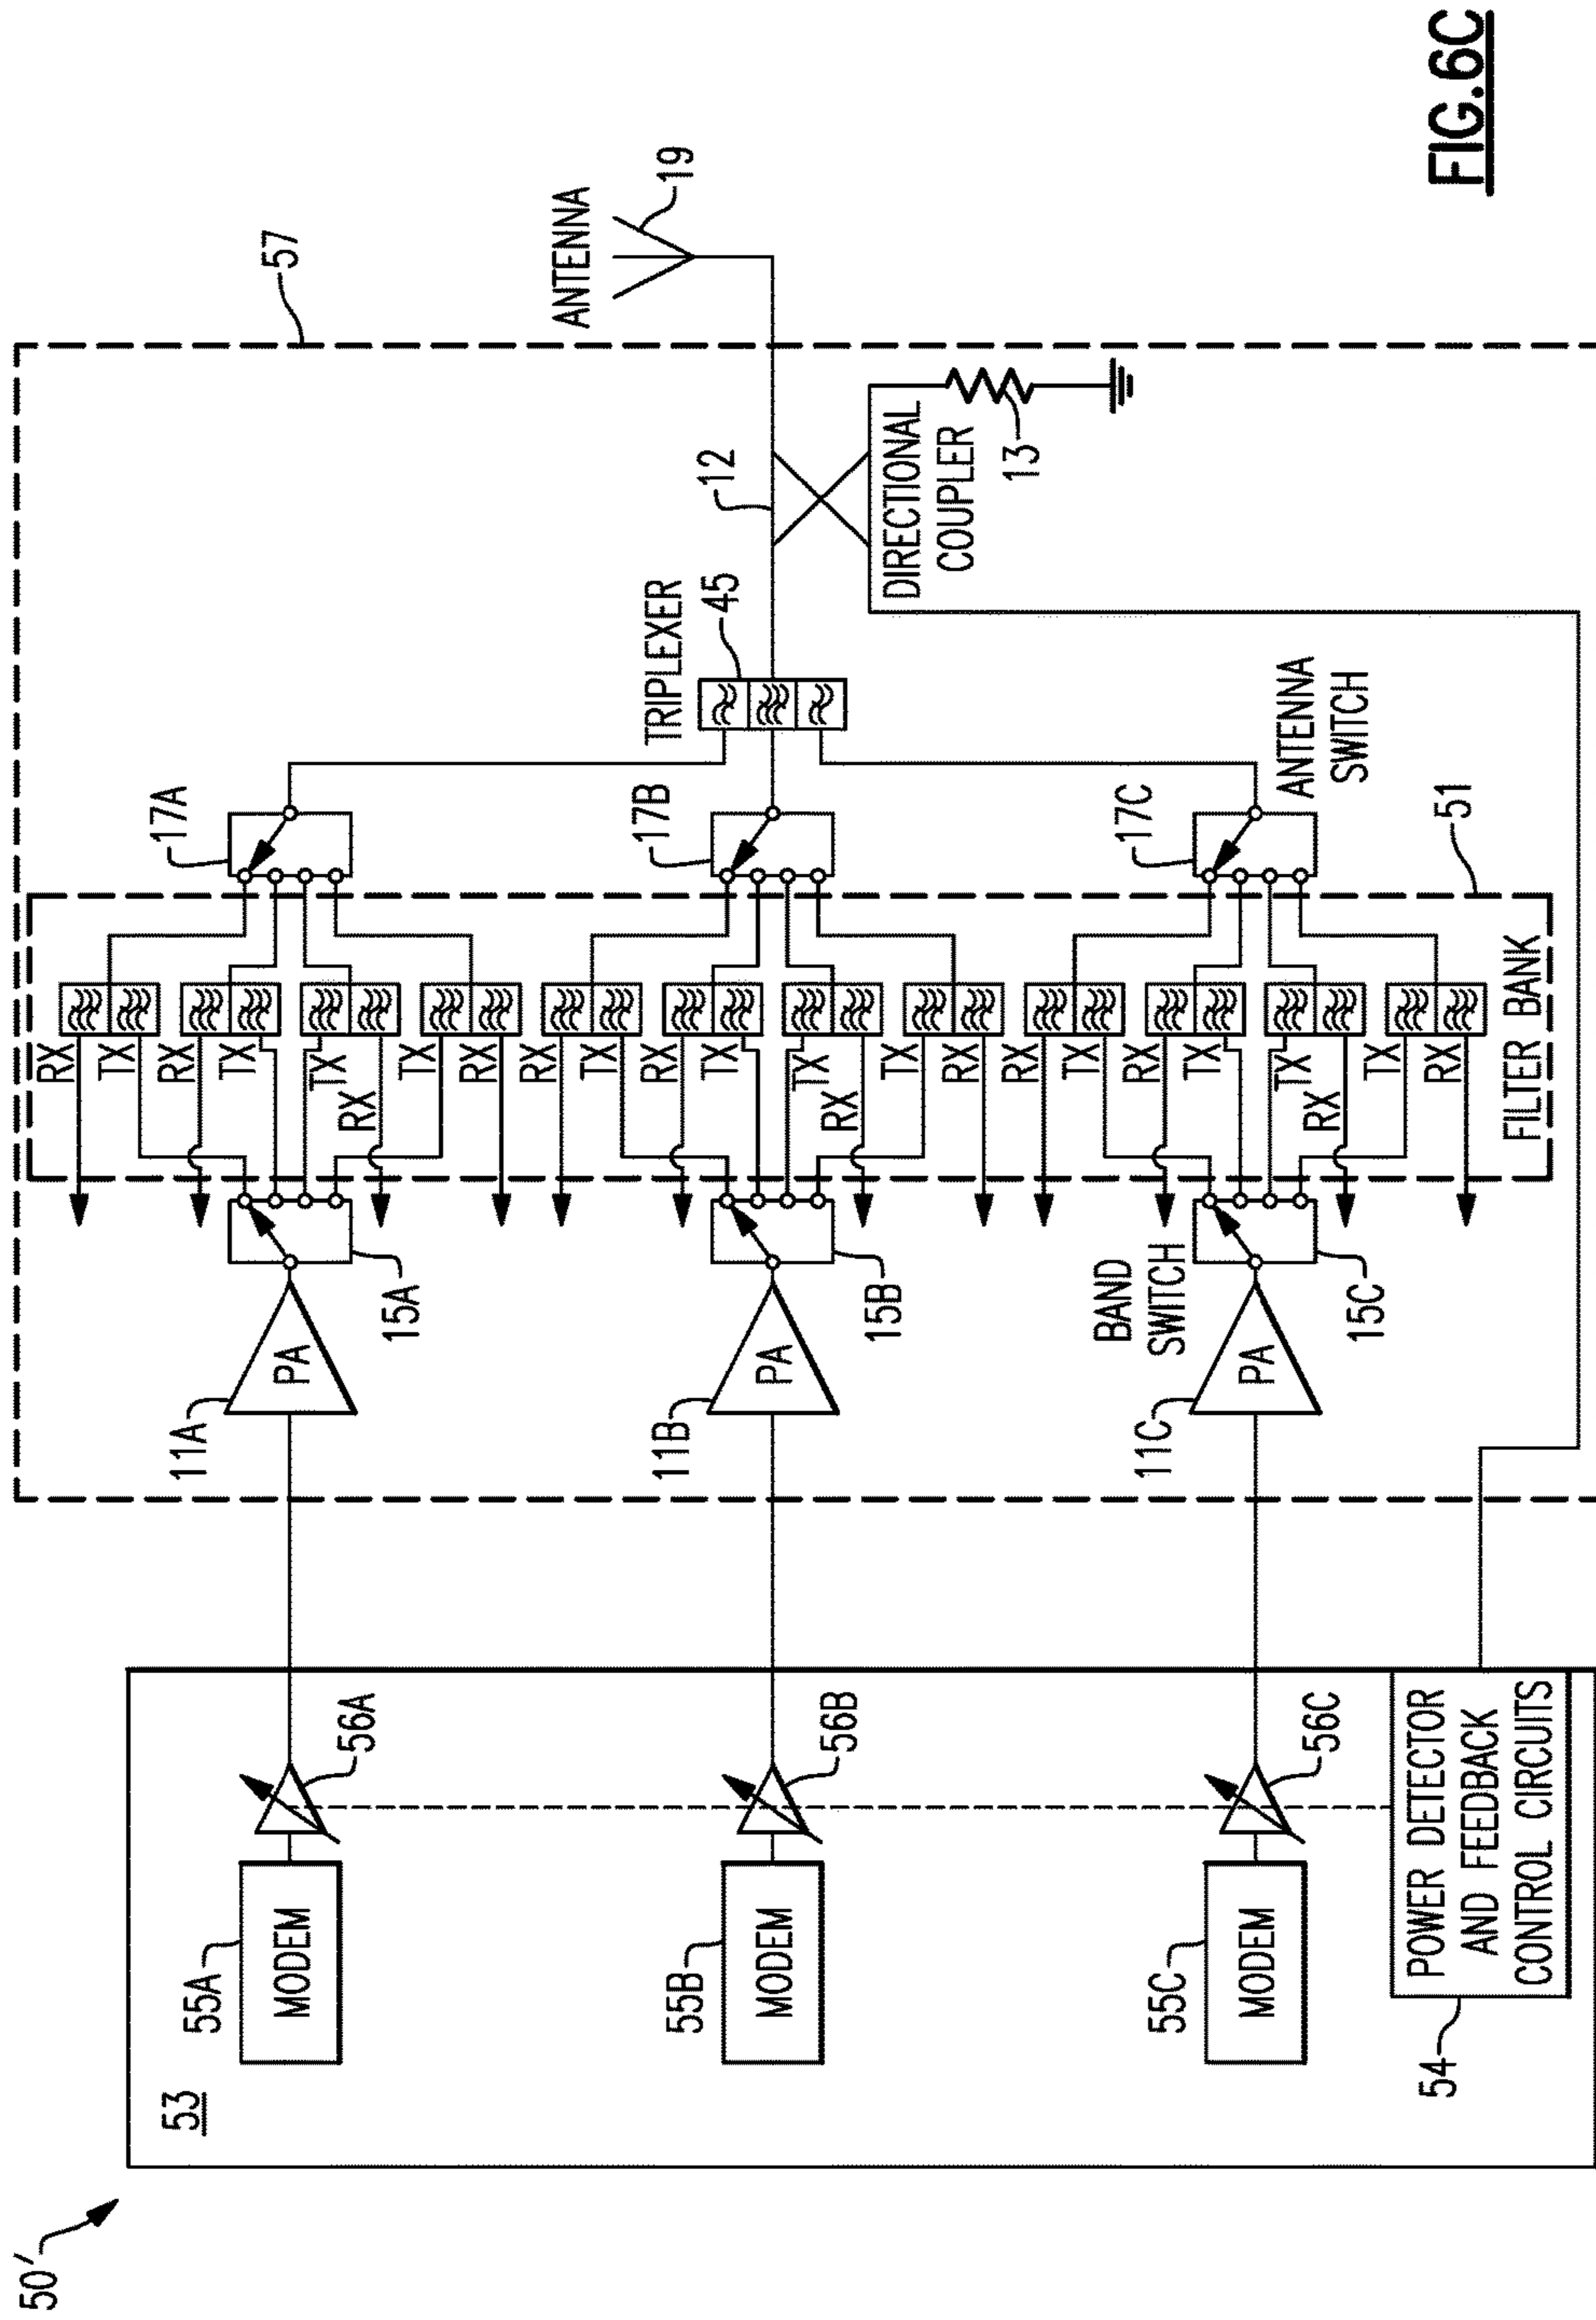 50′
53
55A
MODEM
56A
55B
MODEM
56B
55C
MODEM
56C
54
POWER DETECTOR
AND FEEDBACK
CONTROL CIRCUITS
57
11A
PA
15A
11B
PA
15B
11C
PA
15C
BAND
SWITCH
RX
TX
RX
TX
TX
RX
TX
RX
RX
TX
RX
TX
TX
RX
TX
RX
RX
TX
RX
TX
TX
RX
TX
RX
FILTER BANK
51
17A
17B
17C
ANTENNA
SWITCH
TRIPLEXER
45
12
DIRECTIONAL
COUPLER
13
ANTENNA
19
FIG.6C